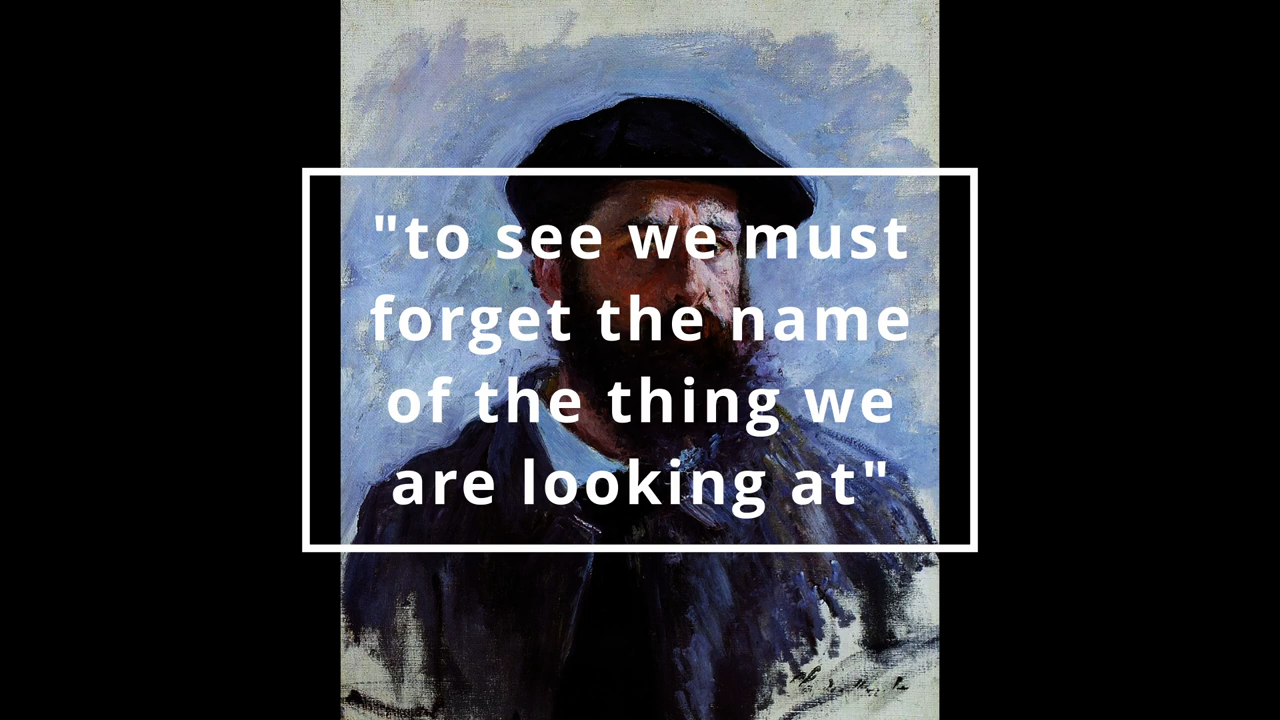 "to see we must
forget the name
of the thing we
are looking at"